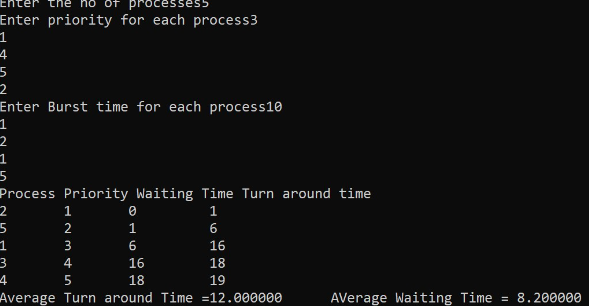 Enter the no of processes5
Enter priority for each process3
1
4
5
2
Enter Burst time for each process10
1
2
1
5
Process Priority Waiting Time Turn around time
2 1 0 1
5 2 1 6
1 3 6 16
3 4 16 18
4 5 18 19
Average Turn around Time =12.000000 AVerage Waiting Time = 8.200000